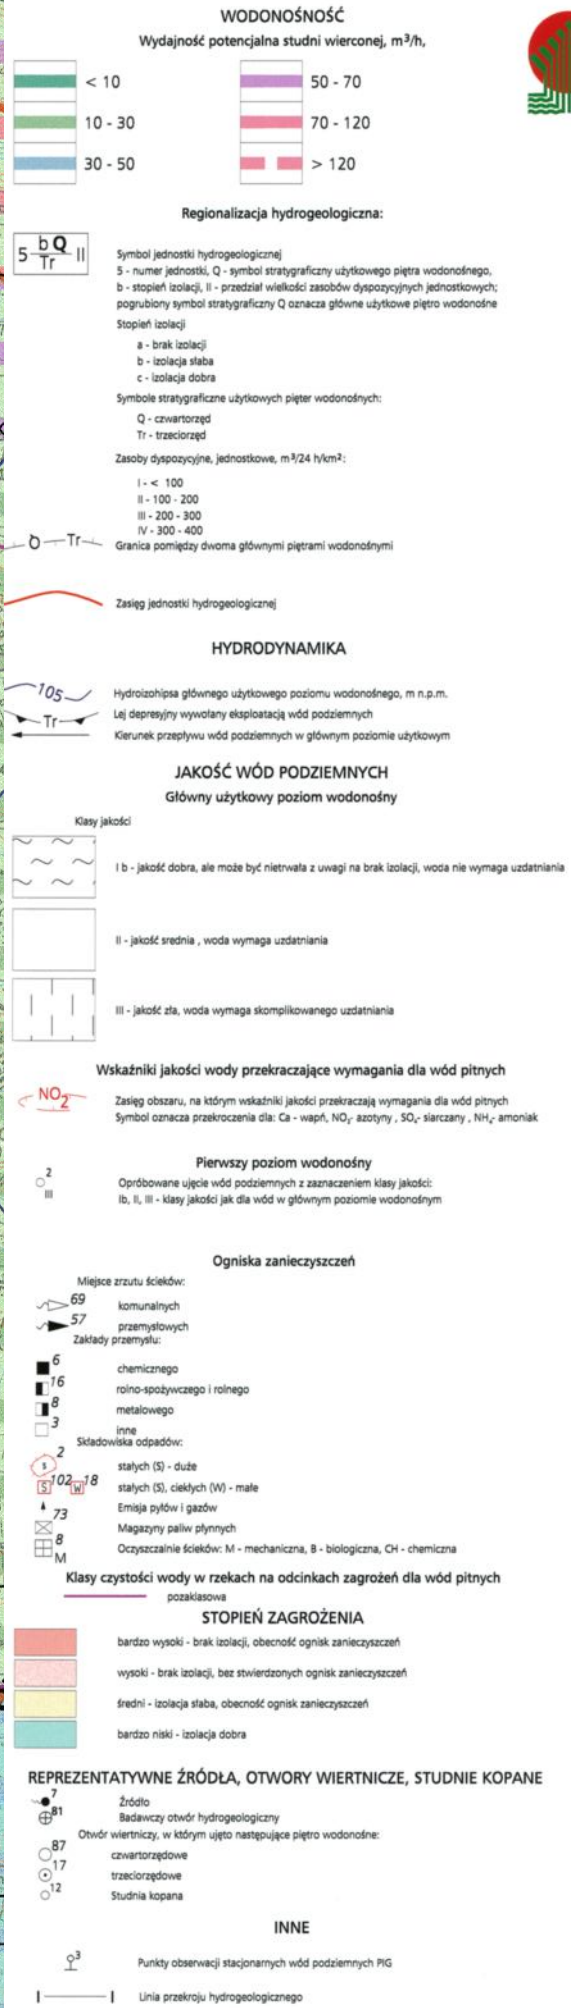 WODONOŚNOŚĆ
Wydajność potencjalna studni wierconej, m³/h,
< 10
50 - 70
10 - 30
70 - 120
30 - 50
> 120
Regionalizacja hydrogeologiczna:
5 bQ/Tr II
Symbol jednostki hydrogeologicznej
5 - numer jednostki, Q - symbol stratygraficzny użytkowego piętra wodonośnego,
b - stopień izolacji, II - przedział wielkości zasobów dyspozycyjnych jednostkowych;
pogrubiony symbol stratygraficzny Q oznacza główne użytkowe piętro wodonośne
Stopień izolacji
a - brak izolacji
b - izolacja słaba
c - izolacja dobra
Symbole stratygraficzne użytkowych pięter wodonośnych:
Q - czwartorzęd
Tr - trzeciorzęd
Zasoby dyspozycyjne, jednostkowe, m³/24 h/km²:
I - < 100
II - 100 - 200
III - 200 - 300
IV - 300 - 400
Q Tr Granica pomiędzy dwoma głównymi piętrami wodonośnymi
Zasięg jednostki hydrogeologicznej
HYDRODYNAMIKA
105 Hydroizohipsa głównego użytkowego poziomu wodonośnego, m n.p.m.
Tr Lej depresyjny wywołany eksploatacją wód podziemnych
Kierunek przepływu wód podziemnych w głównym poziomie użytkowym
JAKOŚĆ WÓD PODZIEMNYCH
Główny użytkowy poziom wodonośny
Klasy jakości
I b - jakość dobra, ale może być nietrwała z uwagi na brak izolacji, woda nie wymaga uzdatniania
II - jakość srednia , woda wymaga uzdatniania
III - jakość zła, woda wymaga skomplikowanego uzdatniania
Wskaźniki jakości wody przekraczające wymagania dla wód pitnych
NO₂ Zasięg obszaru, na którym wskaźniki jakości przekraczają wymagania dla wód pitnych
Symbol oznacza przekroczenia dla: Ca - wapń, NO₂- azotyny , SO₄- siarczany , NH₄- amoniak
Pierwszy poziom wodonośny
2 III Opróbowane ujęcie wód podziemnych z zaznaczeniem klasy jakości:
Ib, II, III - klasy jakości jak dla wód w głównym poziomie wodonośnym
Ogniska zanieczyszczeń
Miejsce zrzutu ścieków:
69 komunalnych
57 przemysłowych
Zakłady przemysłu:
6 chemicznego
16 rolno-spożywczego i rolnego
8 metalowego
3 inne
Składowiska odpadów:
S 2 stałych (S) - duże
S 102 W 18 stałych (S), ciekłych (W) - małe
Emisja pyłów i gazów
73 Magazyny paliw płynnych
8 M Oczyszczalnie ścieków: M - mechaniczna, B - biologiczna, CH - chemiczna
Klasy czystości wody w rzekach na odcinkach zagrożeń dla wód pitnych
pozaklasowa
STOPIEŃ ZAGROŻENIA
bardzo wysoki - brak izolacji, obecność ognisk zanieczyszczeń
wysoki - brak izolacji, bez stwierdzonych ognisk zanieczyszczeń
średni - izolacja słaba, obecność ognisk zanieczyszczeń
bardzo niski - izolacja dobra
REPREZENTATYWNE ŹRÓDŁA, OTWORY WIERTNICZE, STUDNIE KOPANE
7 Źródło
81 Badawczy otwór hydrogeologiczny
Otwór wiertniczy, w którym ujęto następujące piętro wodonośne:
87 czwartorzędowe
17 trzeciorzędowe
12 Studnia kopana
INNE
3 Punkty obserwacji stacjonarnych wód podziemnych PIG
I I Linia przekroju hydrogeologicznego